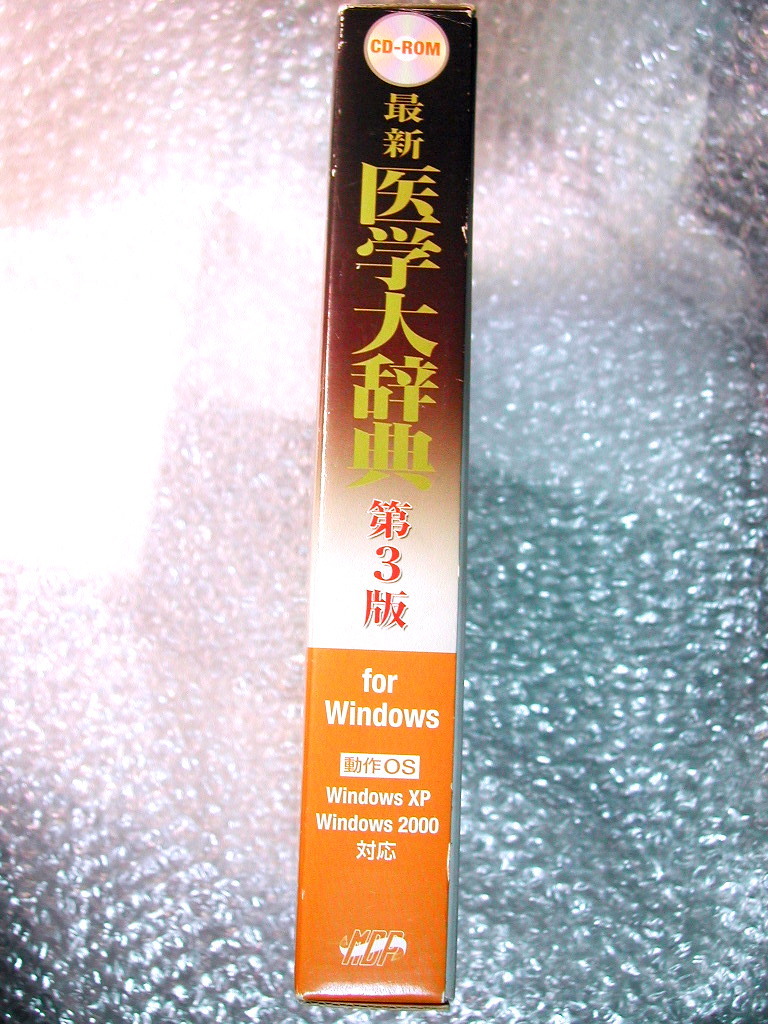 CD-ROM
最新
医学大辞典
第3版
for
Windows
動作OS
Windows XP
Windows 2000
対応